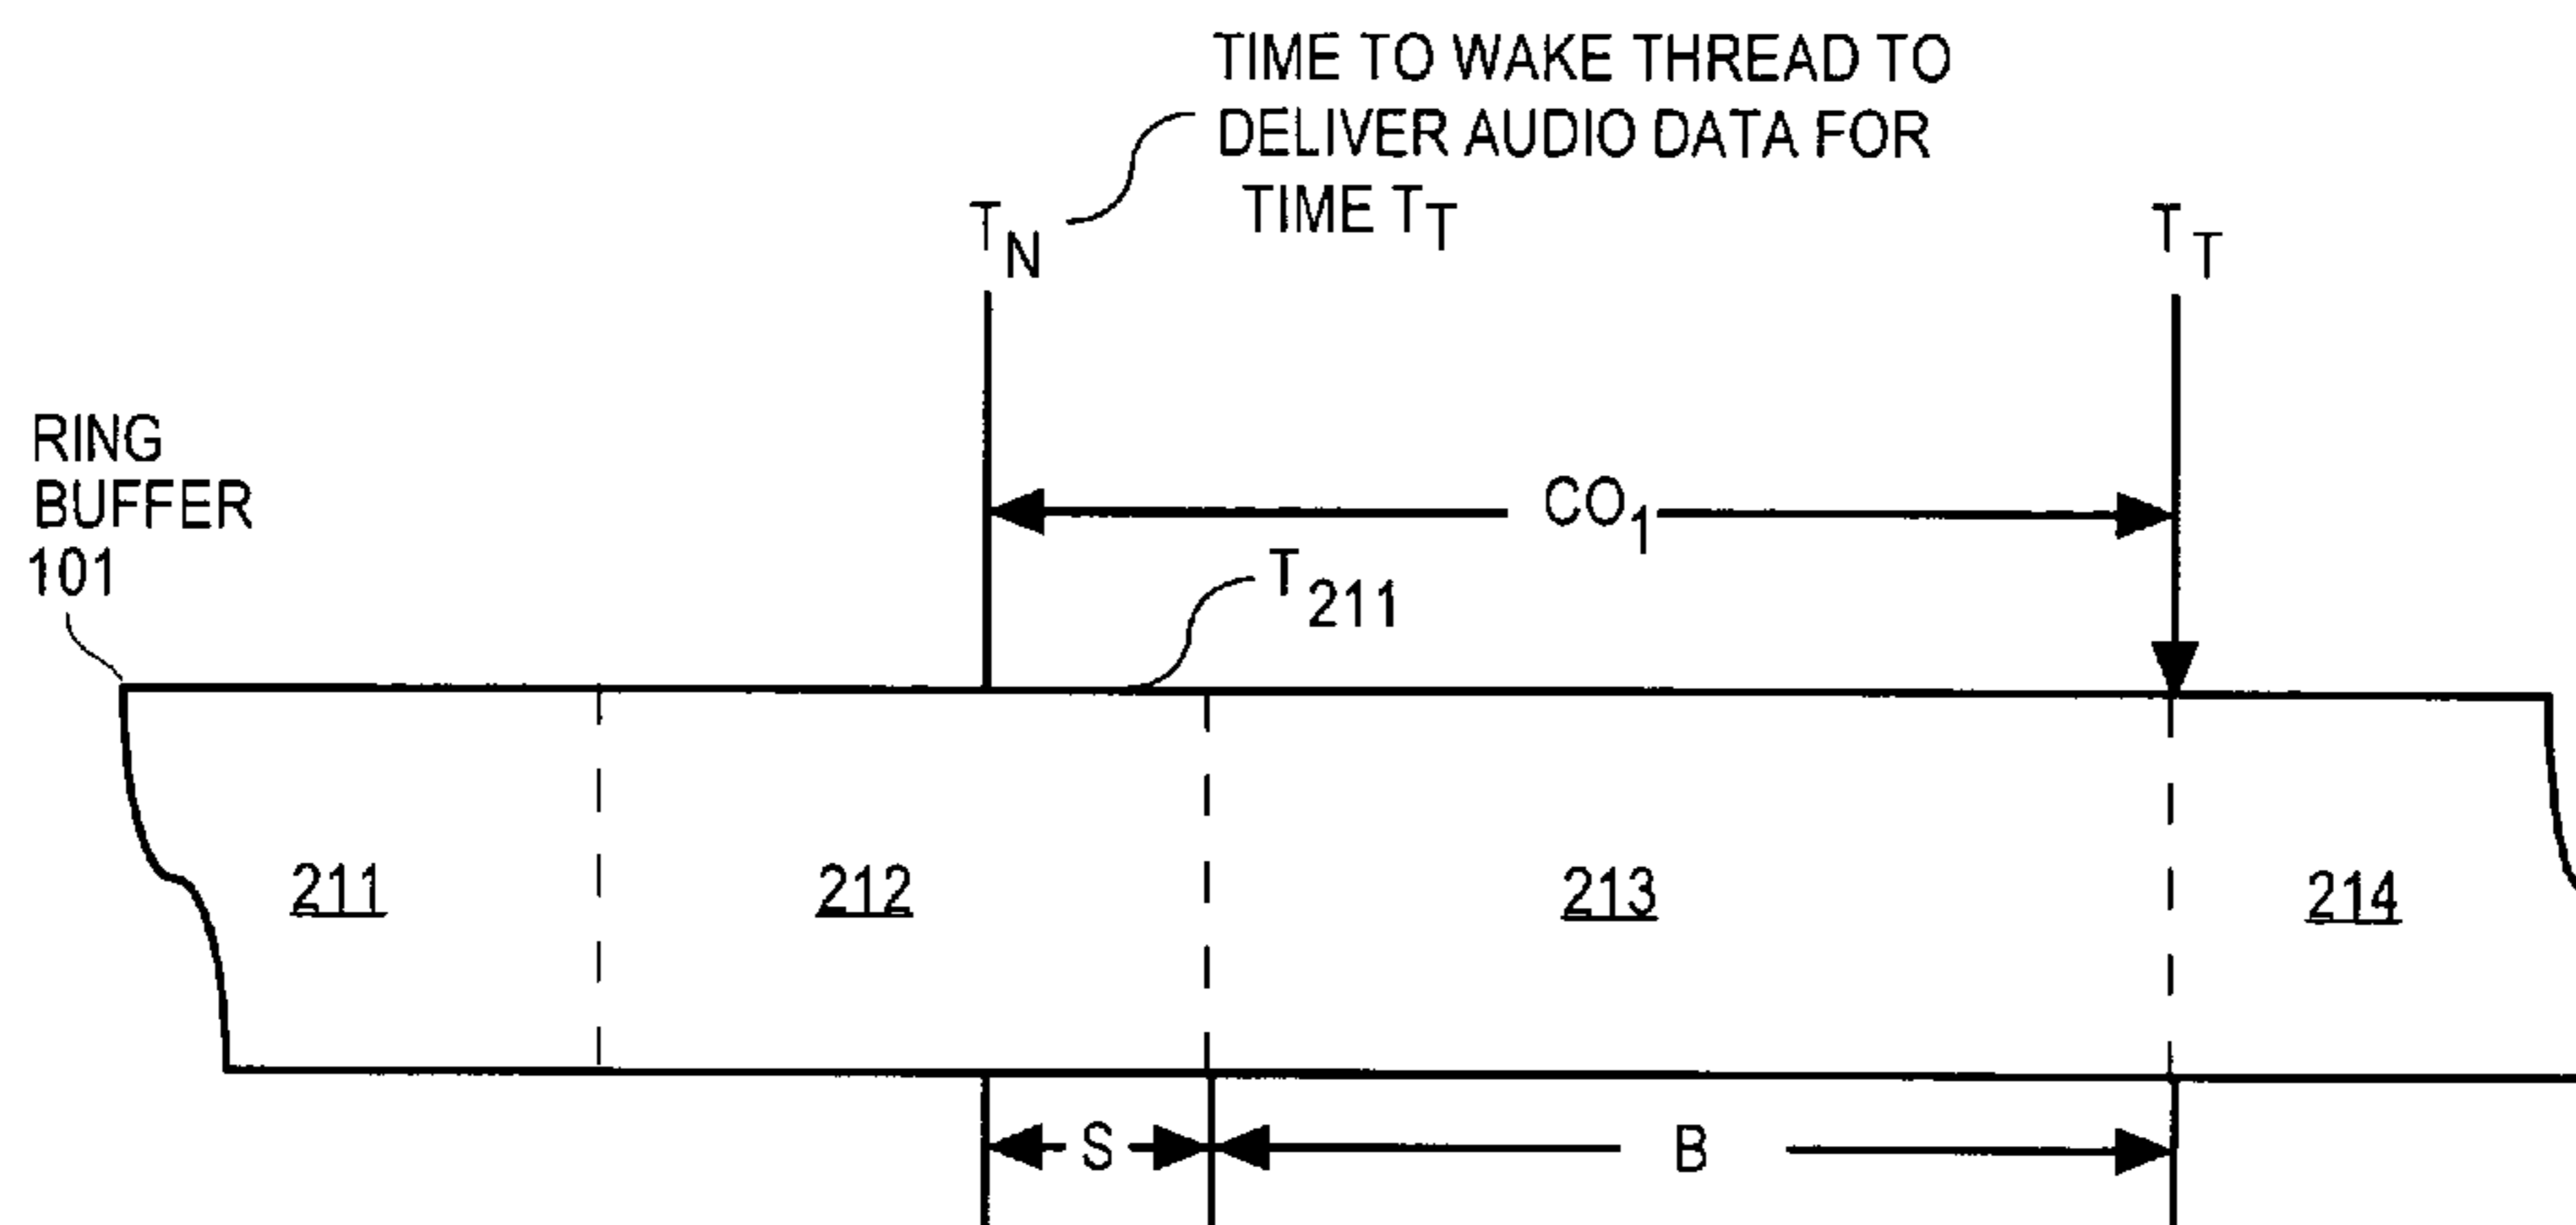 TIME TO WAKE THREAD TO
DELIVER AUDIO DATA FOR
TIME TT
TN
TT
RING
BUFFER
101
CO1
T211
211
212
213
214
S
B